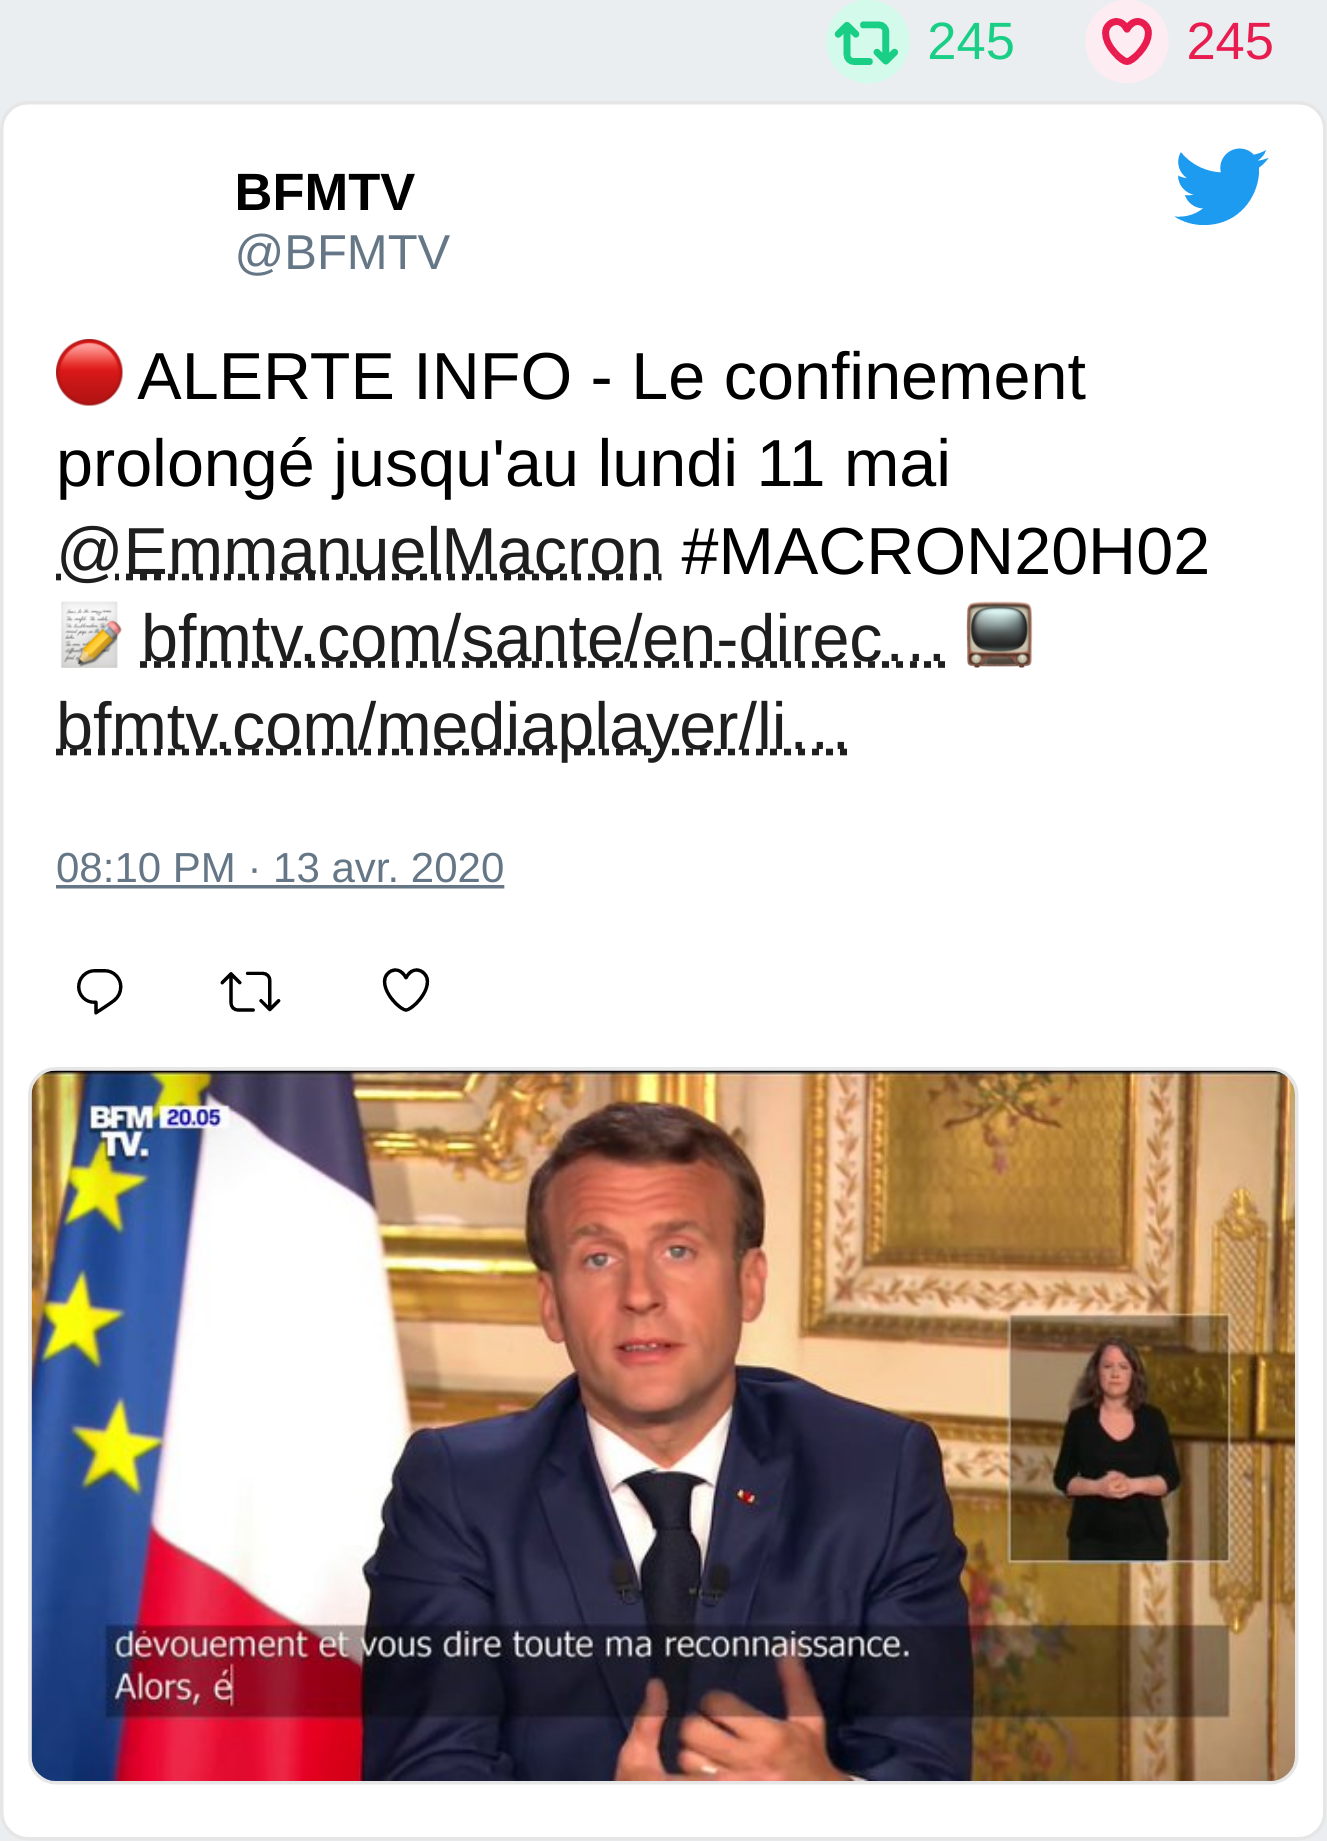 245 245
BFMTV
@BFMTV
🔴 ALERTE INFO - Le confinement
prolongé jusqu'au lundi 11 mai
@EmmanuelMacron #MACRON20H02
📝 bfmtv.com/sante/en-direc… 📺
bfmtv.com/mediaplayer/li…
08:10 PM · 13 avr. 2020
BFM 20.05
TV.
dévouement et vous dire toute ma reconnaissance.
Alors, é